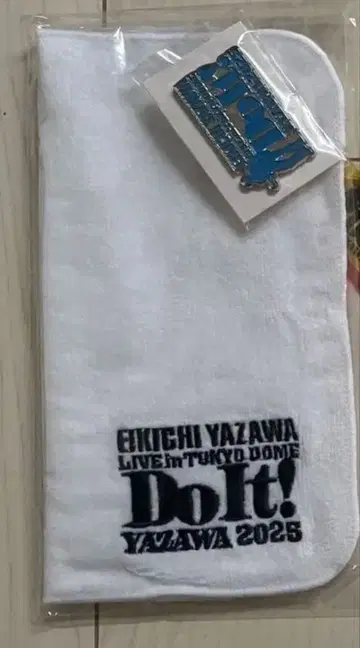 EIKICHI YAZAWA
LIVE in TOKYO DOME
Do It!
YAZAWA 2025